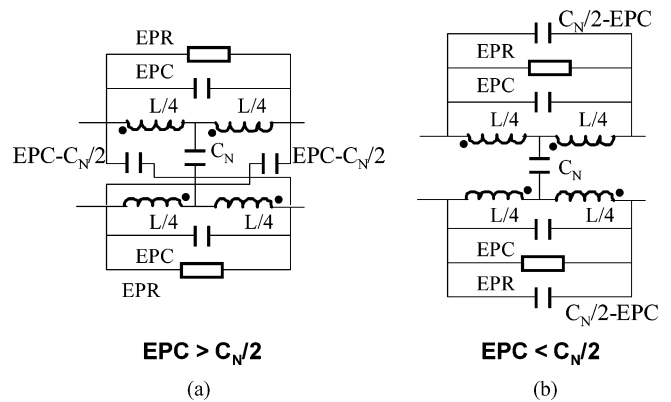 EPR
EPC
L/4 L/4
EPC-C_N/2 C_N EPC-C_N/2
L/4 L/4
EPC
EPR
EPC > C_N/2
(a)
C_N/2-EPC
EPR
EPC
L/4 L/4
C_N
L/4 L/4
EPC
EPR
C_N/2-EPC
EPC < C_N/2
(b)